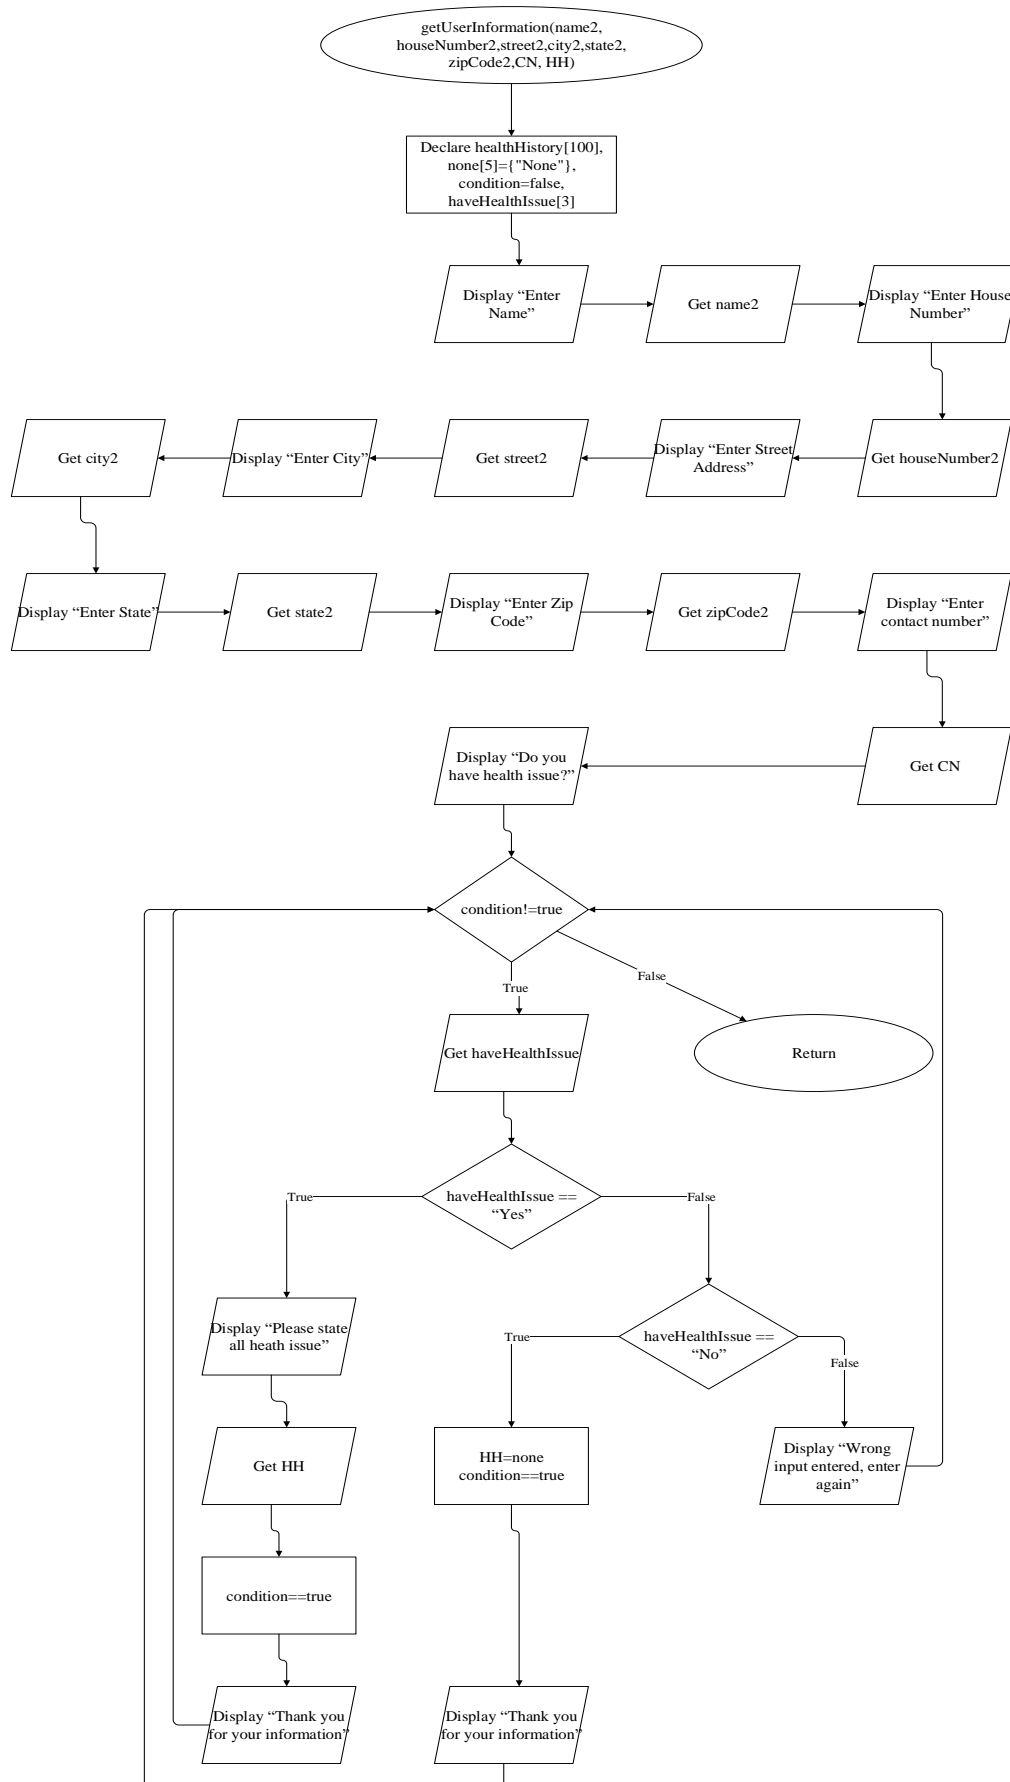 getUserInformation(name2,
houseNumber2,street2,city2,state2,
zipCode2,CN, HH)
Declare healthHistory[100],
none[5]={"None"},
condition=false,
haveHealthIssue[3]
Display “Enter
Name”
Get name2
Display “Enter House
Number”
Get houseNumber2
Display “Enter Street
Address”
Get street2
Display “Enter City”
Get city2
Display “Enter State”
Get state2
Display “Enter Zip
Code”
Get zipCode2
Display “Enter
contact number”
Get CN
Display “Do you
have health issue?”
condition!=true
False
True
Return
Get haveHealthIssue
haveHealthIssue ==
“Yes”
True
False
Display “Please state
all heath issue”
Get HH
condition==true
Display “Thank you
for your information”
haveHealthIssue ==
“No”
True
False
HH=none
condition==true
Display “Thank you
for your information”
Display “Wrong
input entered, enter
again”